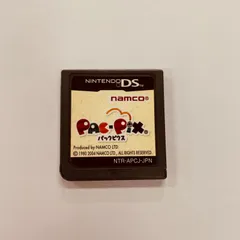 NINTENDO DS
namco®
PAC-PiX®
パックピクス
Produced by NAMCO LTD.
© 1980 2004 NAMCO LTD., ALL RIGHTS RESERVED
NTR-APCJ-JPN